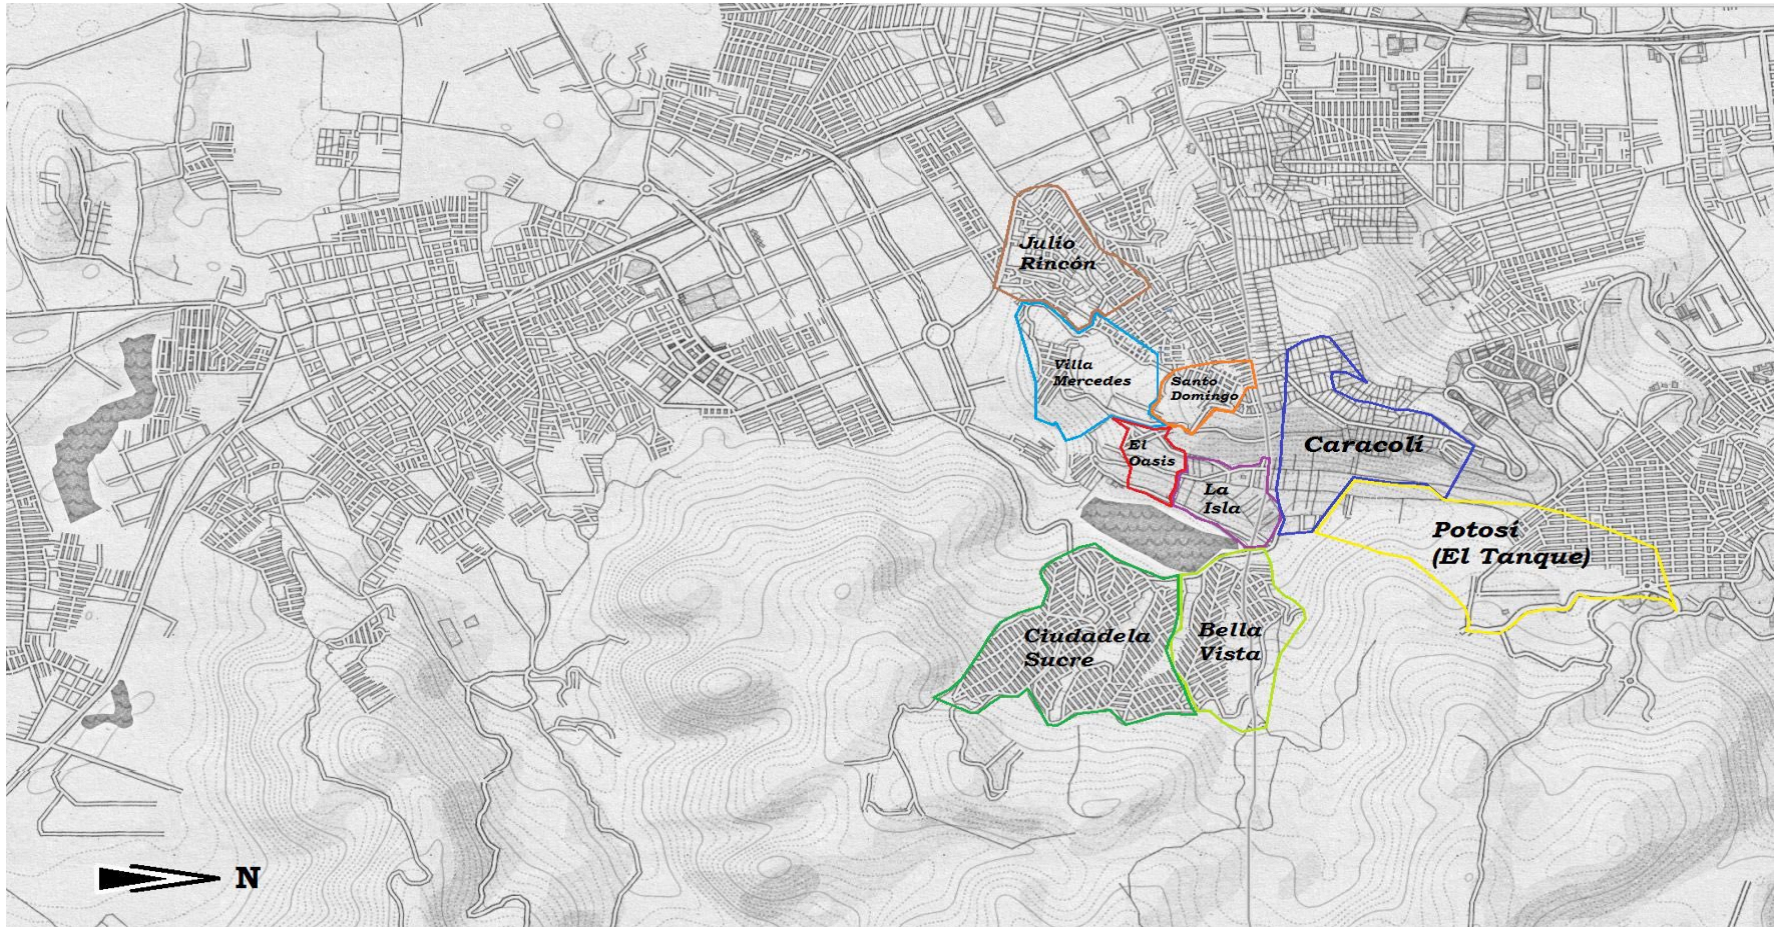 Julio
Rincón
Villa
Mercedes
Santo
Domingo
El
Oasis
Caracolí
La
Isla
Potosí
(El Tanque)
Ciudadela
Sucre
Bella
Vista
N